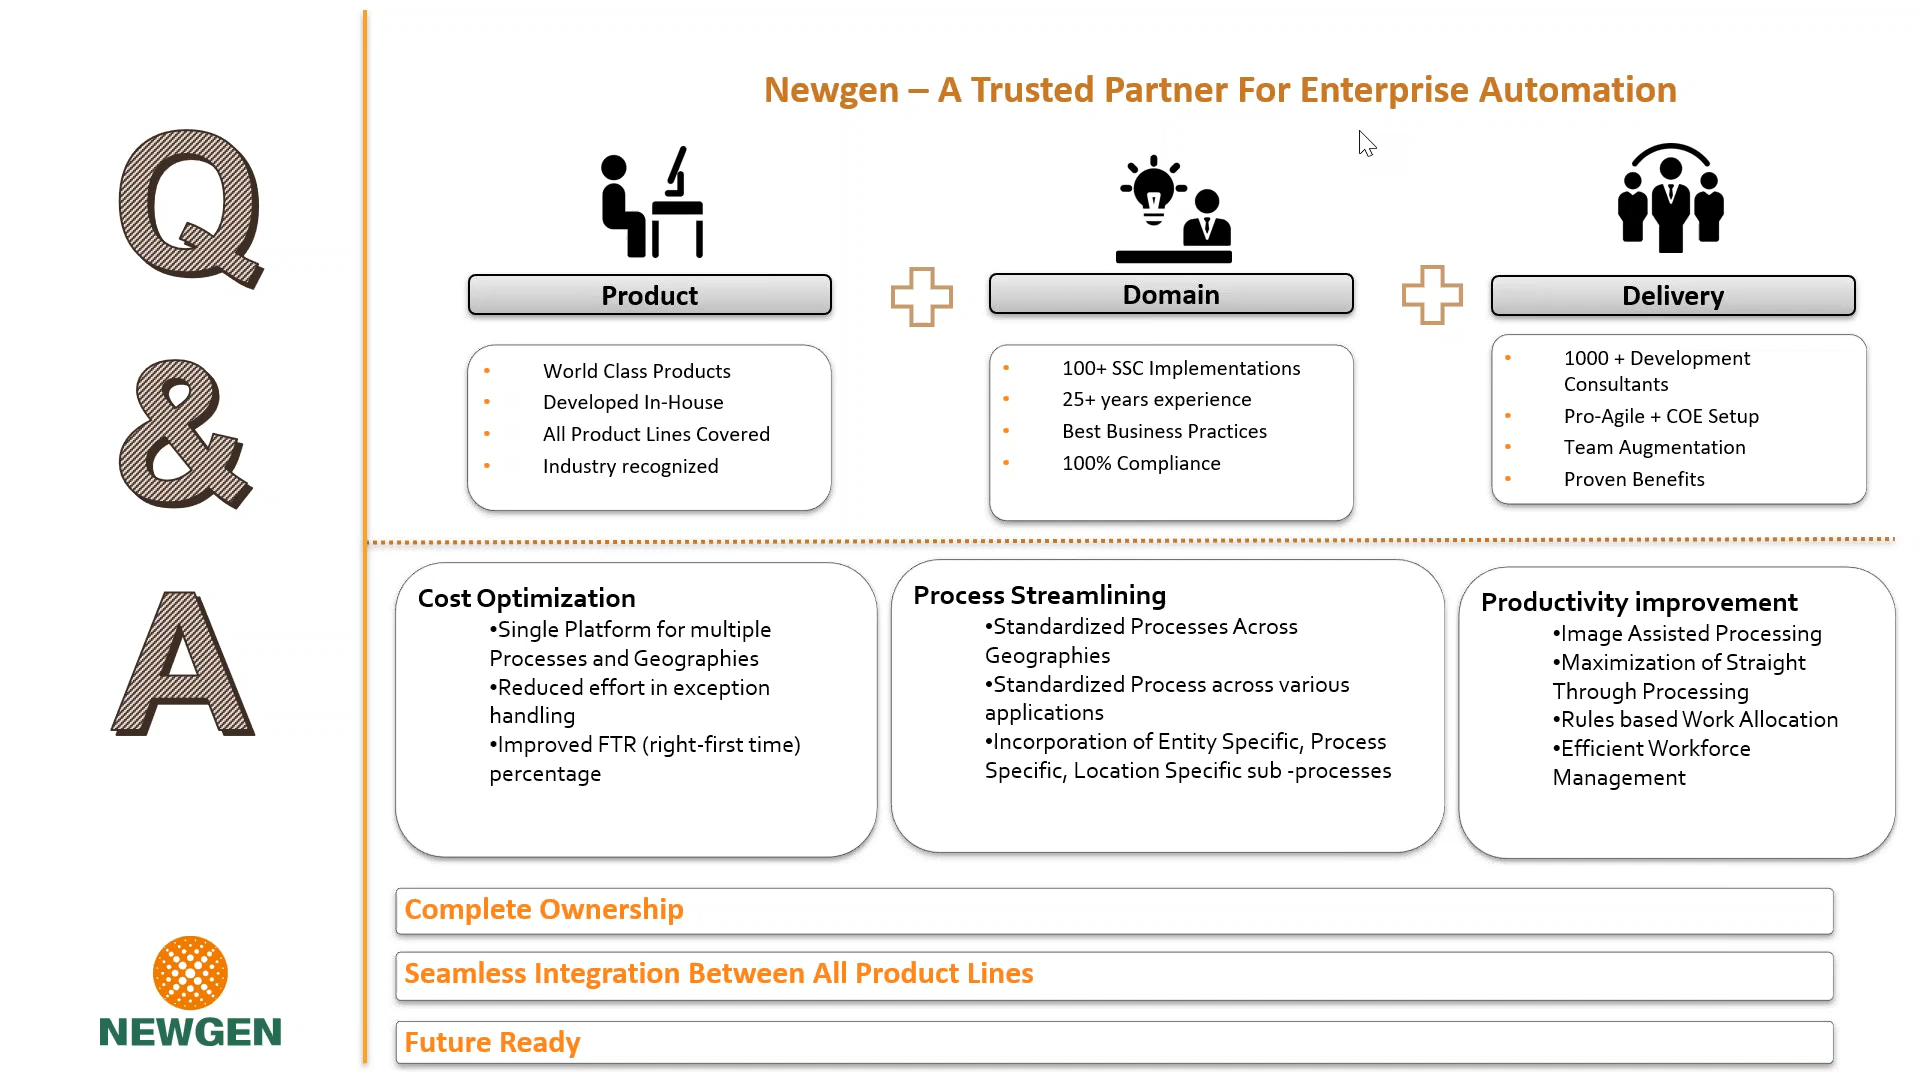 Q
&
A
NEWGEN
Newgen – A Trusted Partner For Enterprise Automation
Product
• World Class Products
• Developed In-House
• All Product Lines Covered
• Industry recognized
Domain
• 100+ SSC Implementations
• 25+ years experience
• Best Business Practices
• 100% Compliance
Delivery
• 1000 + Development
Consultants
• Pro-Agile + COE Setup
• Team Augmentation
• Proven Benefits
Cost Optimization
•Single Platform for multiple
Processes and Geographies
•Reduced effort in exception
handling
•Improved FTR (right-first time)
percentage
Process Streamlining
•Standardized Processes Across
Geographies
•Standardized Process across various
applications
•Incorporation of Entity Specific, Process
Specific, Location Specific sub -processes
Productivity improvement
•Image Assisted Processing
•Maximization of Straight
Through Processing
•Rules based Work Allocation
•Efficient Workforce
Management
Complete Ownership
Seamless Integration Between All Product Lines
Future Ready